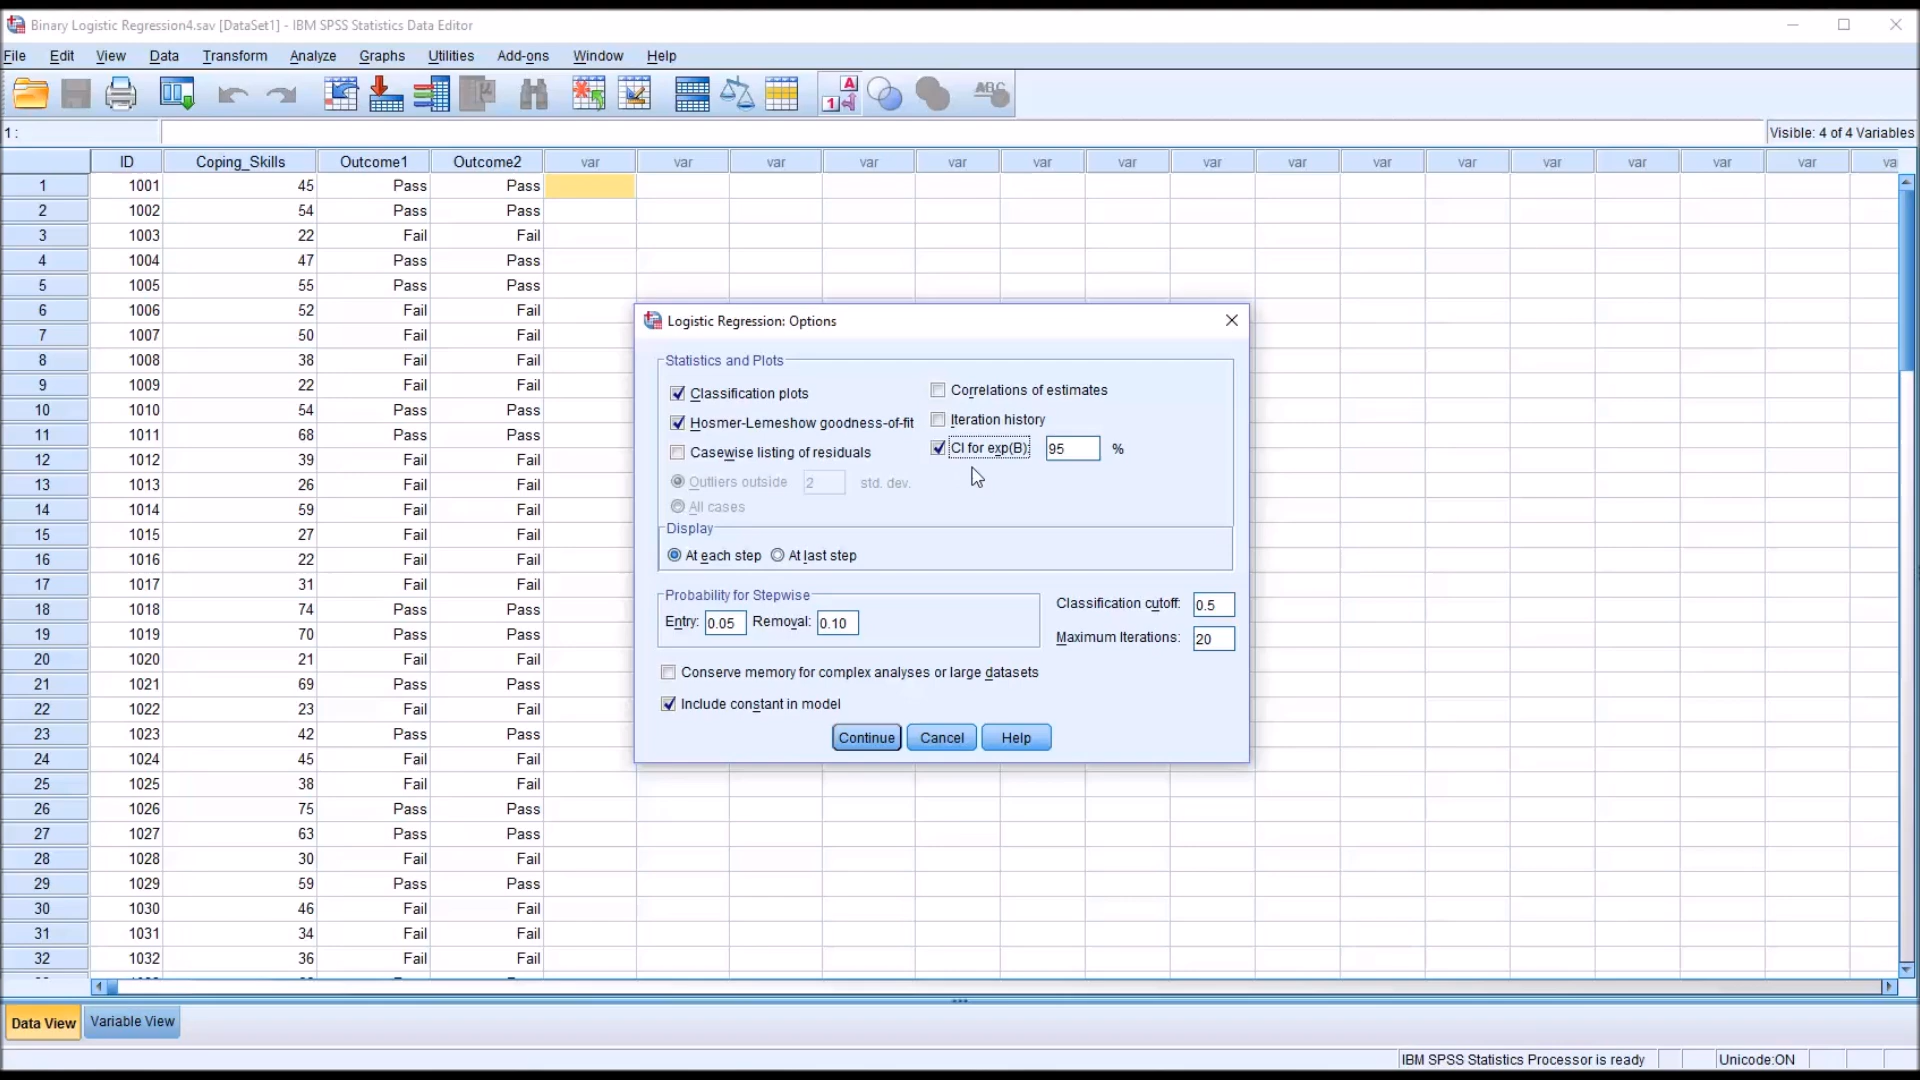 Binary Logistic Regression4.sav [DataSet1] - IBM SPSS Statistics Data Editor
File Edit View Data Transform Analyze Graphs Utilities Add-ons Window Help
1 A ABC
1 : Visible: 4 of 4 Variables
ID Coping_Skills Outcome1 Outcome2 var var var var var var var var var var var var var var var va
1 1001 45 Pass Pass
2 1002 54 Pass Pass
3 1003 22 Fail Fail
4 1004 47 Pass Pass
5 1005 55 Pass Pass
6 1006 52 Fail Fail
7 1007 50 Fail Fail
8 1008 38 Fail Fail
9 1009 22 Fail Fail
10 1010 54 Pass Pass
11 1011 68 Pass Pass
12 1012 39 Fail Fail
13 1013 26 Fail Fail
14 1014 59 Fail Fail
15 1015 27 Fail Fail
16 1016 22 Fail Fail
17 1017 31 Fail Fail
18 1018 74 Pass Pass
19 1019 70 Pass Pass
20 1020 21 Fail Fail
21 1021 69 Pass Pass
22 1022 23 Fail Fail
23 1023 42 Pass Pass
24 1024 45 Fail Fail
25 1025 38 Fail Fail
26 1026 75 Pass Pass
27 1027 63 Pass Pass
28 1028 30 Fail Fail
29 1029 59 Pass Pass
30 1030 46 Fail Fail
31 1031 34 Fail Fail
32 1032 36 Fail Fail
Logistic Regression: Options
Statistics and Plots
Classification plots
Correlations of estimates
Hosmer-Lemeshow goodness-of-fit
Iteration history
Casewise listing of residuals
CI for exp(B): 95 %
Outliers outside 2 std. dev.
All cases
Display
At each step At last step
Probability for Stepwise
Entry: 0.05 Removal: 0.10
Classification cutoff: 0.5
Maximum Iterations: 20
Conserve memory for complex analyses or large datasets
Include constant in model
Continue Cancel Help
Data View Variable View
IBM SPSS Statistics Processor is ready Unicode:ON